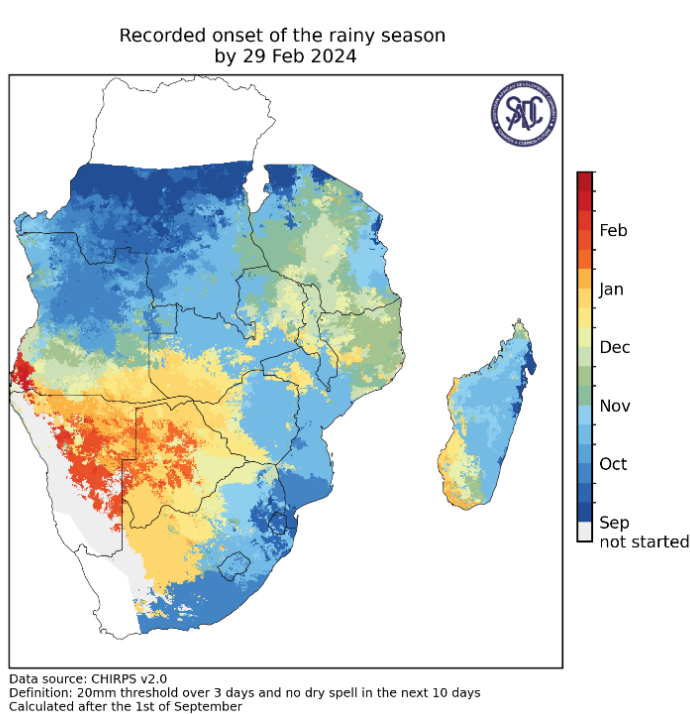 Recorded onset of the rainy season
by 29 Feb 2024
SADC
Feb
Jan
Dec
Nov
Oct
Sep
not started
Data source: CHIRPS v2.0
Definition: 20mm threshold over 3 days and no dry spell in the next 10 days
Calculated after the 1st of September